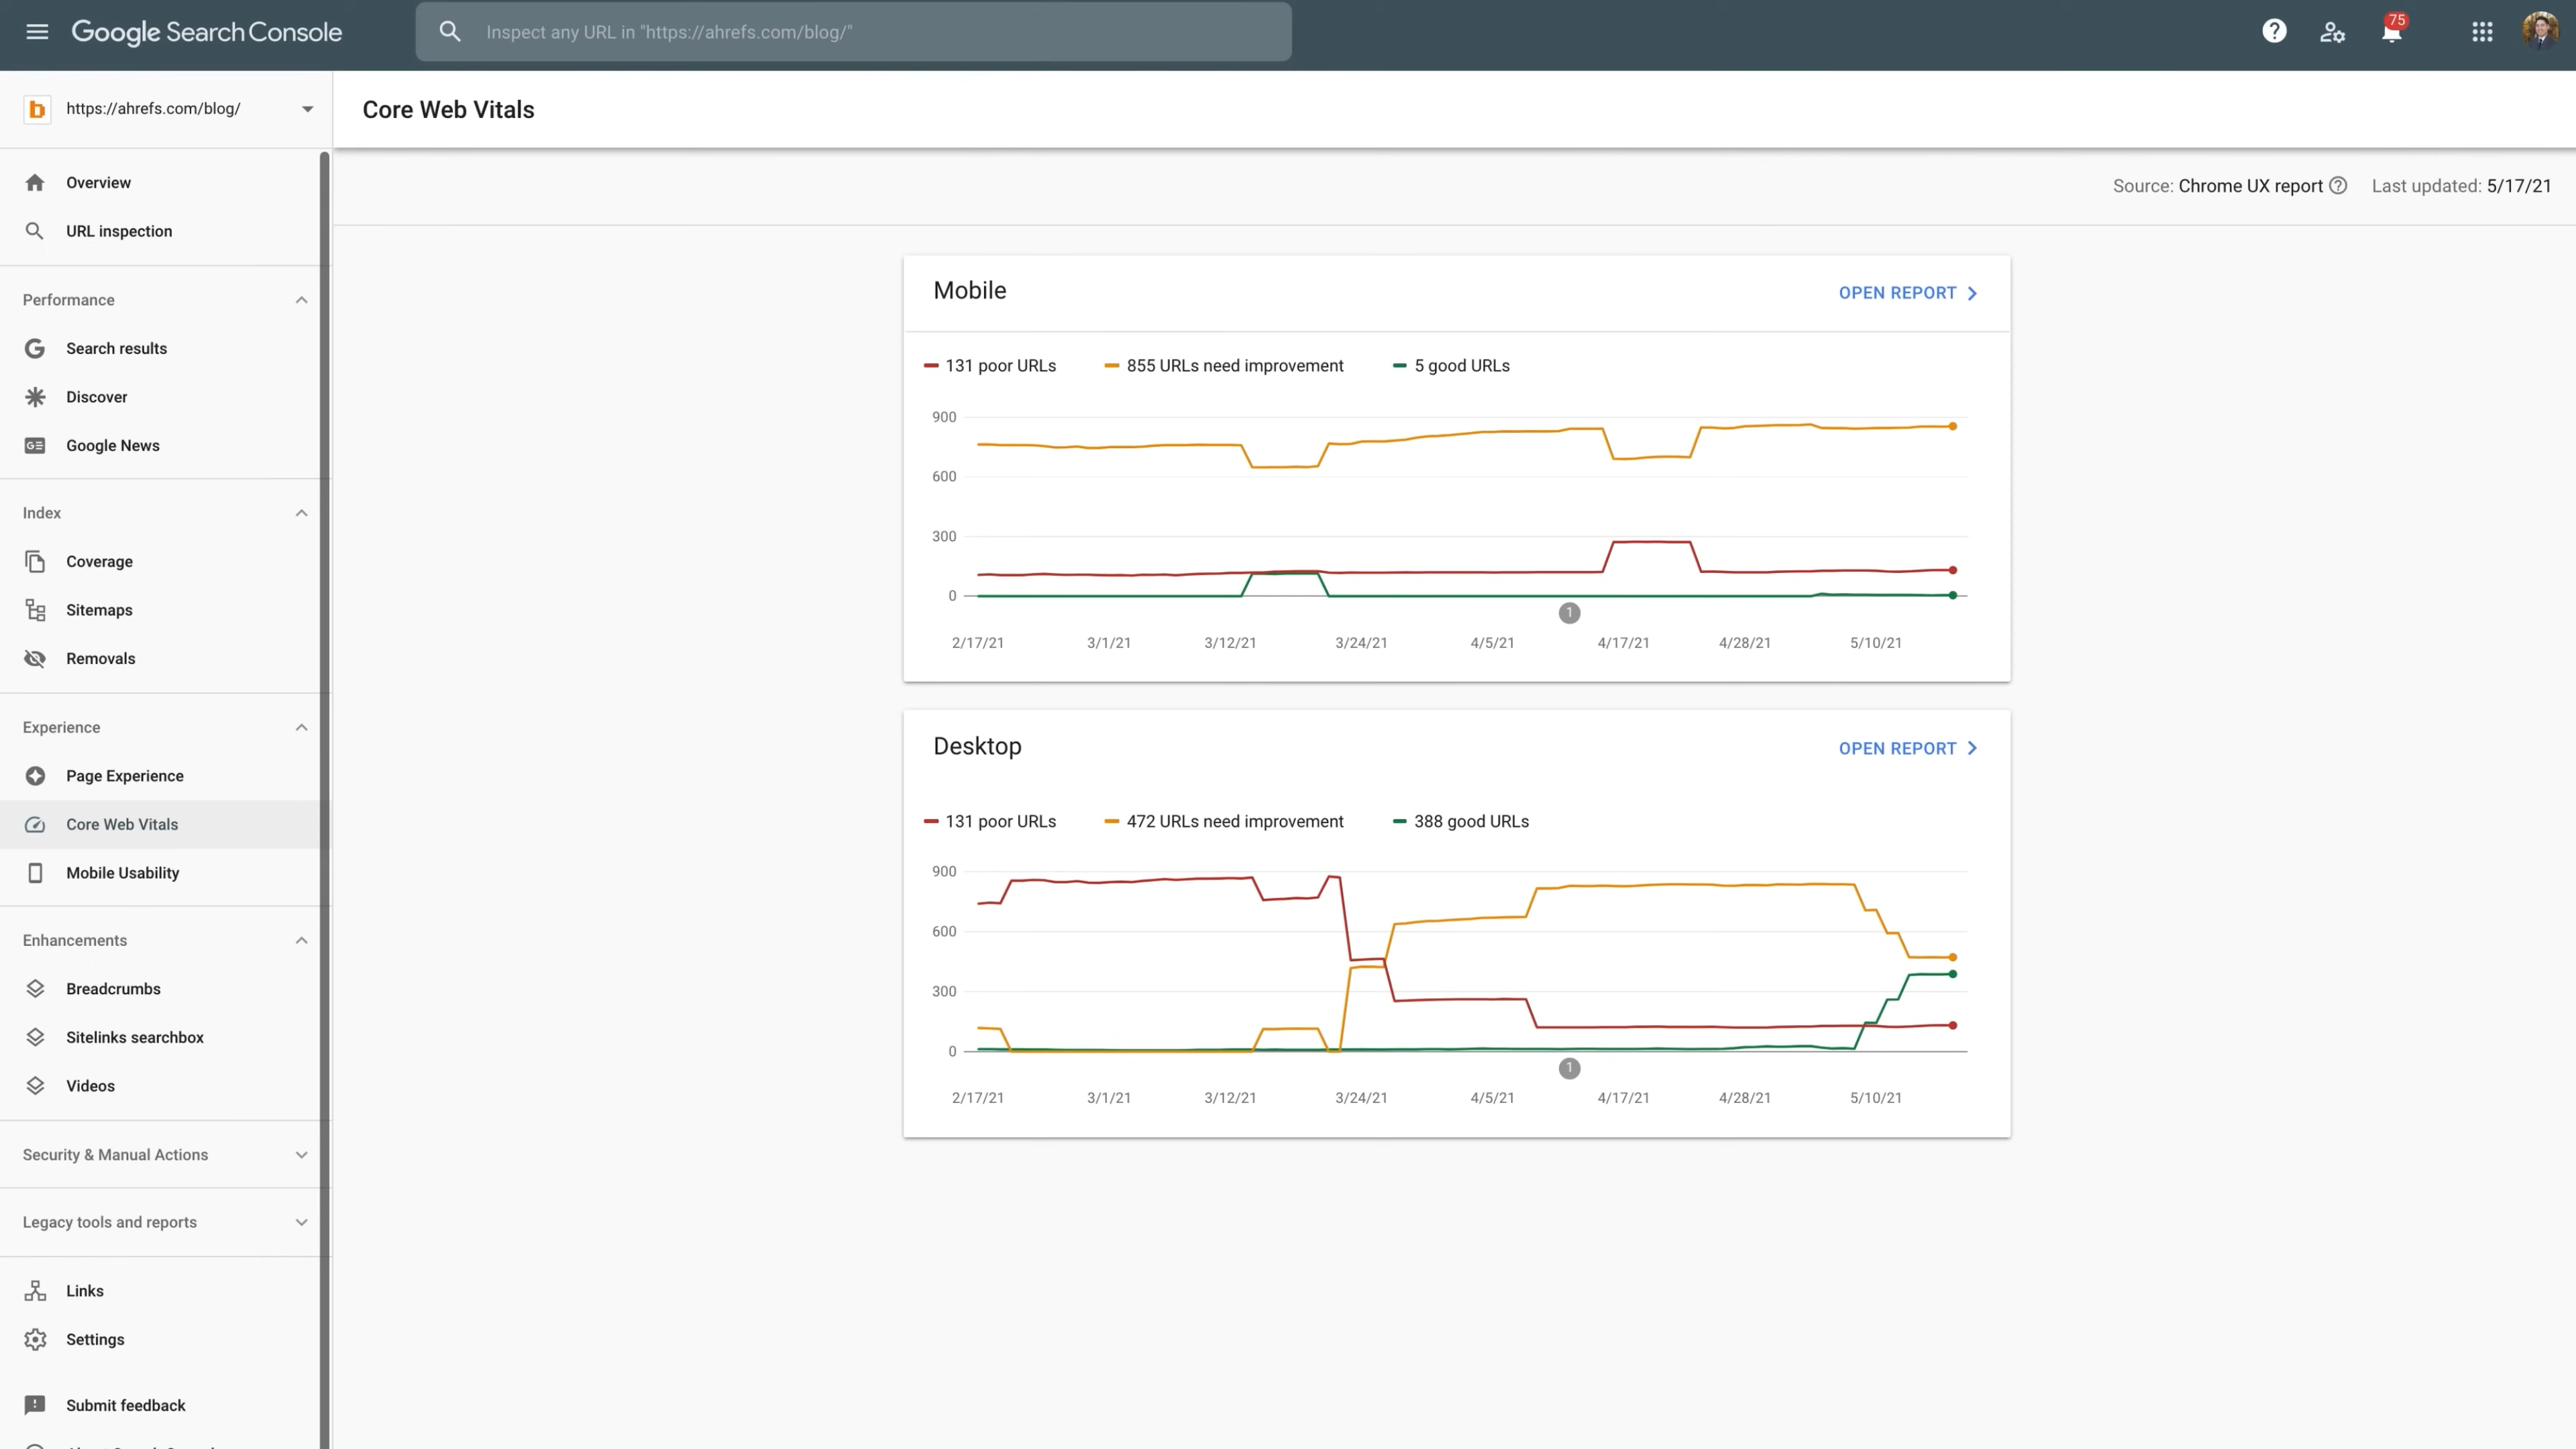 Google Search Console
Inspect any URL in "https://ahrefs.com/blog/"
75
b
https://ahrefs.com/blog/
Core Web Vitals
Source: Chrome UX report
Last updated: 5/17/21
Overview
URL inspection
Performance
Search results
Discover
Google News
Index
Coverage
Sitemaps
Removals
Experience
Page Experience
Core Web Vitals
Mobile Usability
Enhancements
Breadcrumbs
Sitelinks searchbox
Videos
Security & Manual Actions
Legacy tools and reports
Links
Settings
Submit feedback
Mobile
OPEN REPORT
131 poor URLs
855 URLs need improvement
5 good URLs
900
600
300
0
1
2/17/21 3/1/21 3/12/21 3/24/21 4/5/21 4/17/21 4/28/21 5/10/21
Desktop
OPEN REPORT
131 poor URLs
472 URLs need improvement
388 good URLs
900
600
300
0
1
2/17/21 3/1/21 3/12/21 3/24/21 4/5/21 4/17/21 4/28/21 5/10/21